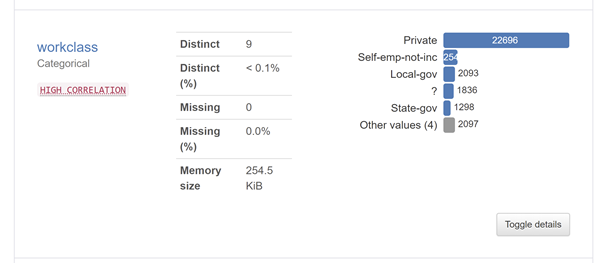 workclass
Categorical
HIGH CORRELATION
Distinct 9
Distinct (%) < 0.1%
Missing 0
Missing (%) 0.0%
Memory size 254.5 KiB
Private 22696
Self-emp-not-inc 254
Local-gov 2093
? 1836
State-gov 1298
Other values (4) 2097
Toggle details